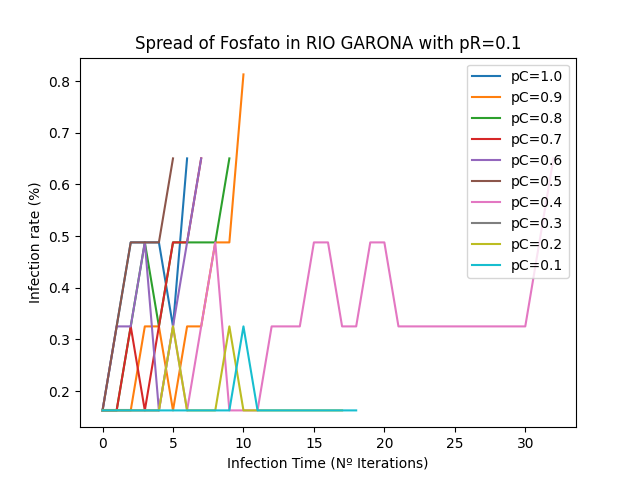 Spread of Fosfato in RIO GARONA with pR=0.1
Infection rate (%)
0.8
0.7
0.6
0.5
0.4
0.3
0.2
pC=1.0
pC=0.9
pC=0.8
pC=0.7
pC=0.6
pC=0.5
pC=0.4
pC=0.3
pC=0.2
pC=0.1
0 5 10 15 20 25 30
Infection Time (Nº Iterations)